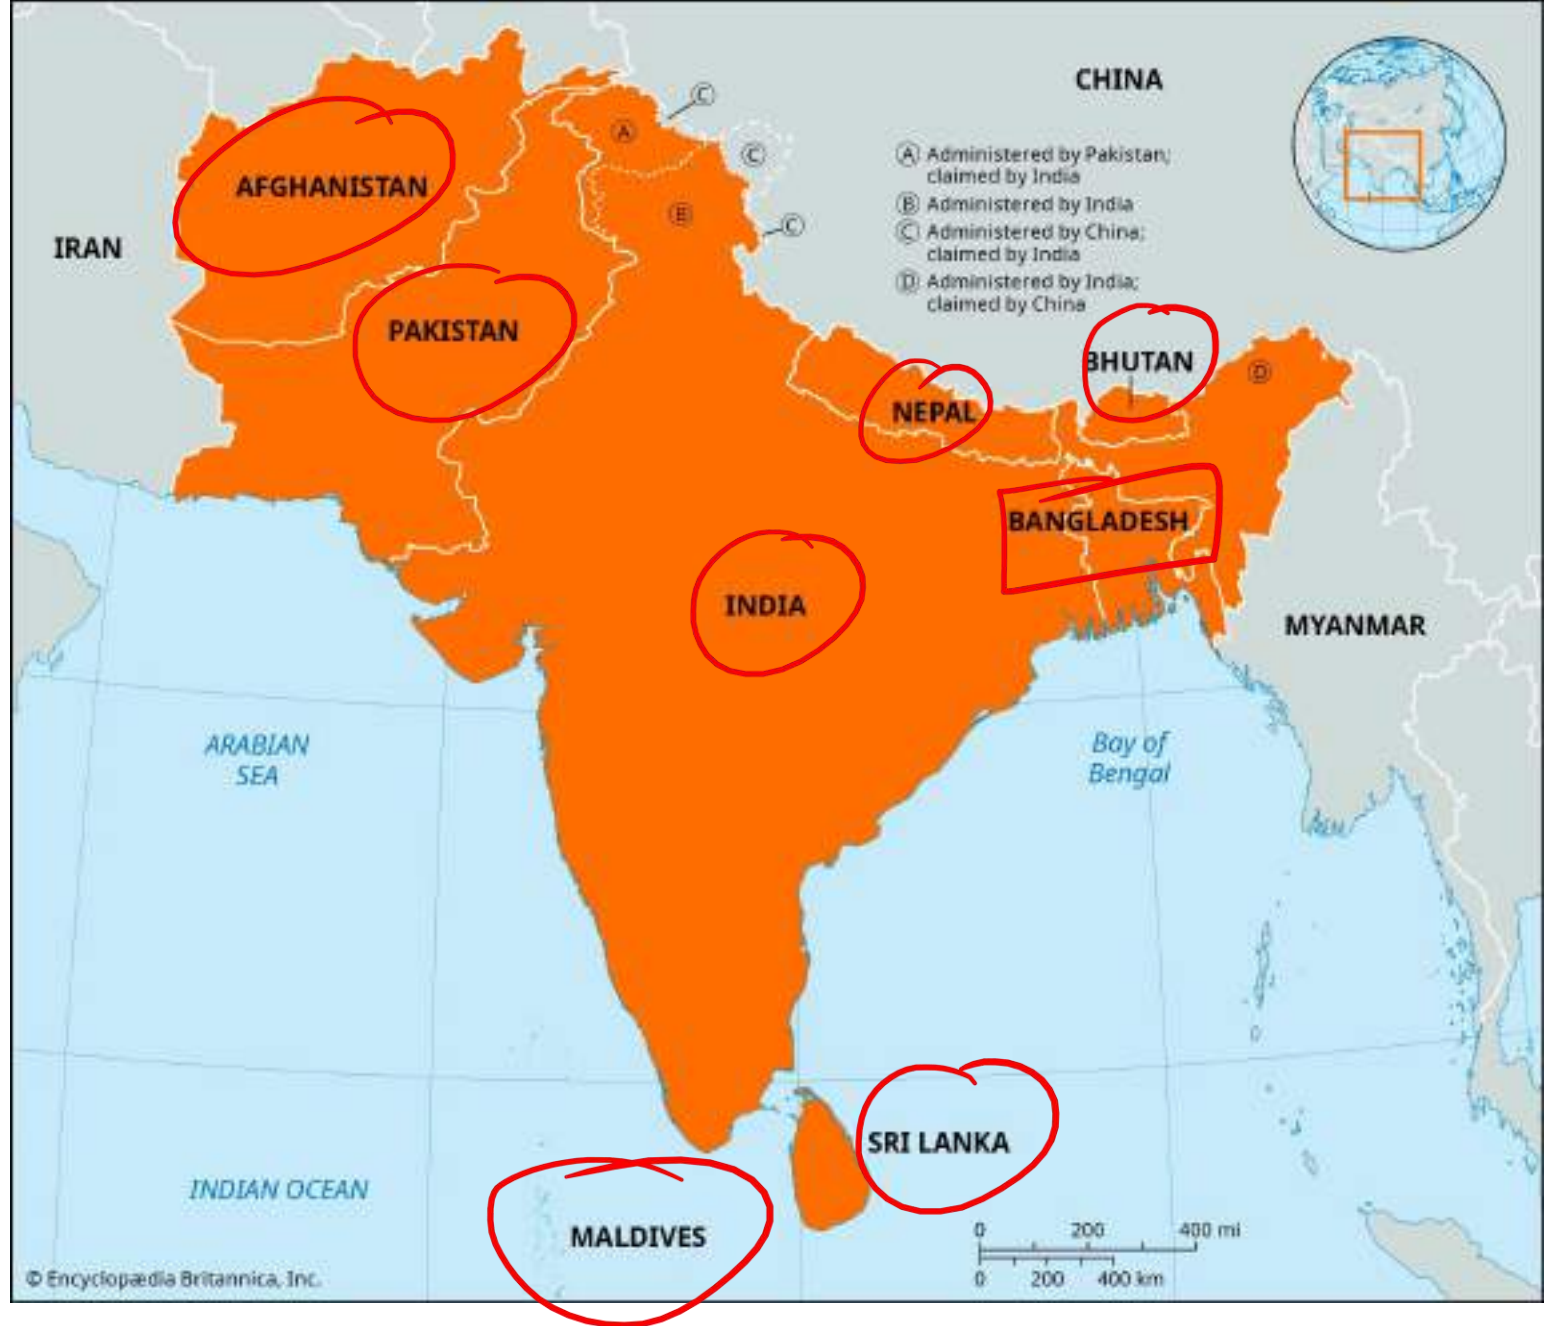 CHINA
Ⓐ Administered by Pakistan;
claimed by India
Ⓑ Administered by India
Ⓒ Administered by China;
claimed by India
Ⓓ Administered by India;
claimed by China
Ⓒ
Ⓐ
Ⓒ
Ⓑ
Ⓒ
AFGHANISTAN
IRAN
PAKISTAN
BHUTAN
Ⓓ
NEPAL
BANGLADESH
INDIA
MYANMAR
ARABIAN
SEA
Bay of
Bengal
SRI LANKA
INDIAN OCEAN
MALDIVES
0 200 400 mi
0 200 400 km
© Encyclopædia Britannica, Inc.